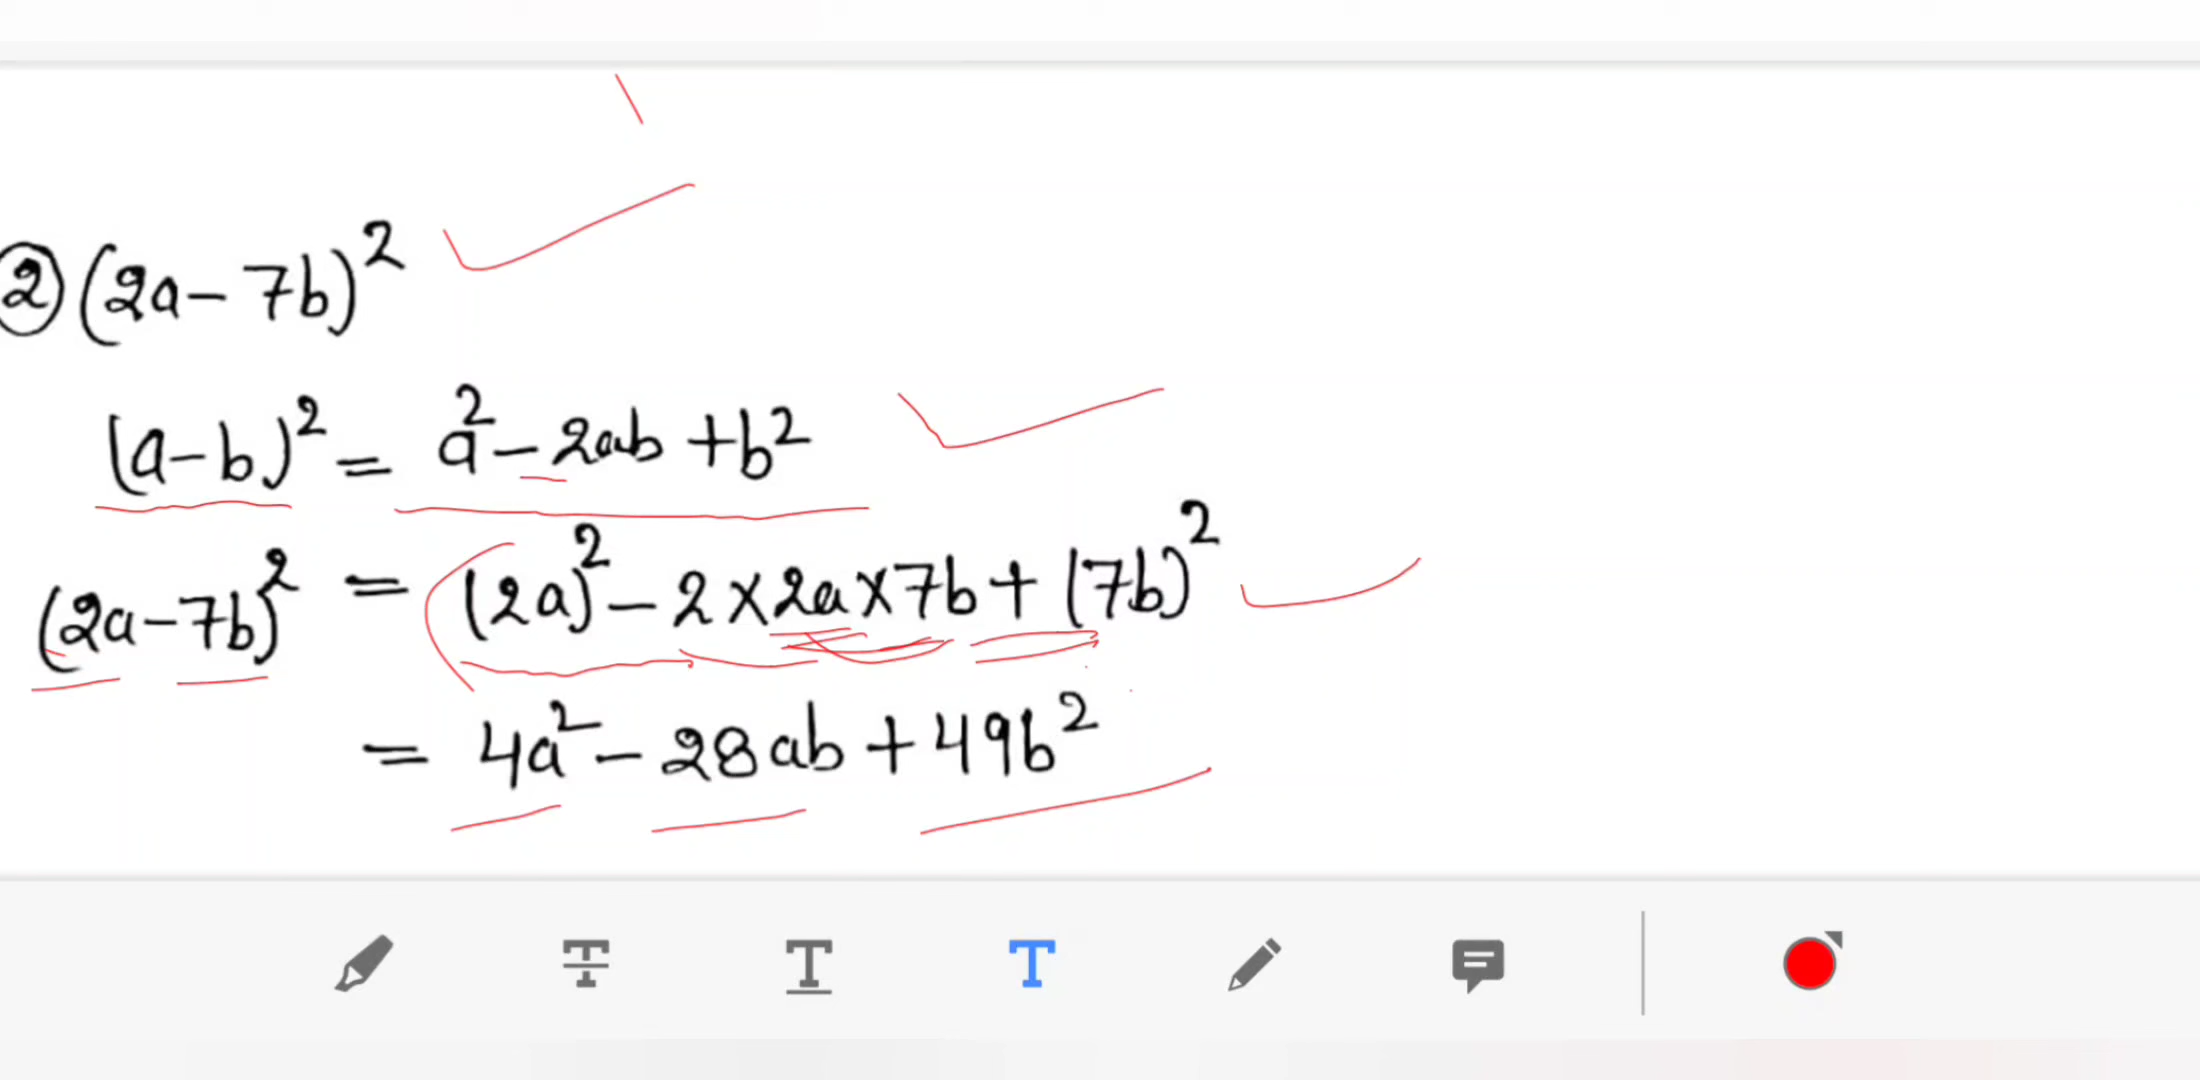 ② (2a - 7b)²
(a - b)² = a² - 2ab + b²
(2a - 7b)² = (2a)² - 2 × 2a × 7b + (7b)²
= 4a² - 28ab + 49b²